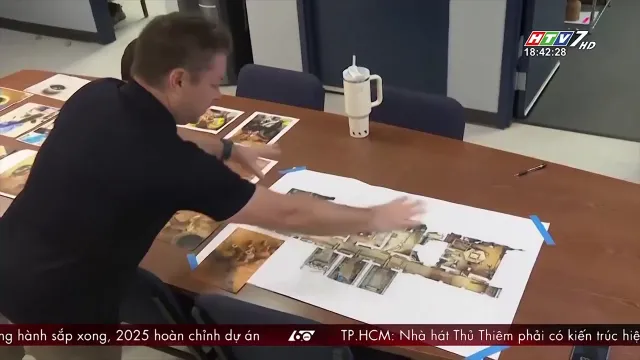 HTV7 HD
18:42:28
ng hành sắp xong, 2025 hoàn chỉnh dự án 60 TP.HCM: Nhà hát Thủ Thiêm phải có kiến trúc hiệ